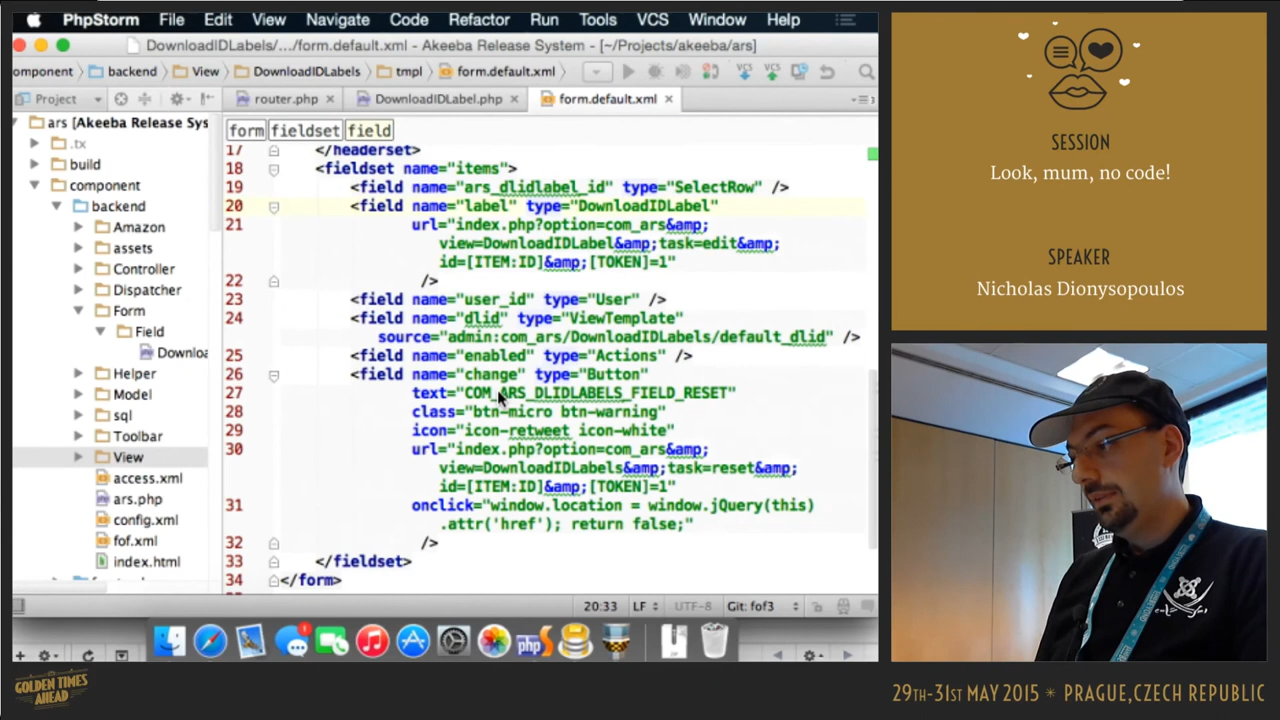 PhpStorm File Edit View Navigate Code Refactor Run Tools VCS Window Help
DownloadIDLabels/.../form.default.xml - Akeeba Release System - [~/Projects/akeeba/ars]
omponent backend View DownloadIDLabels tmpl form.default.xml
Project router.php DownloadIDLabel.php form.default.xml
ars [Akeeba Release Sys
.tx
build
component
backend
Amazon
assets
Controller
Dispatcher
Form
Field
Downloa
Helper
Model
sql
Toolbar
View
access.xml
ars.php
config.xml
fof.xml
index.html
form fieldset field
17 </headerset>
18 <fieldset name="items">
19 <field name="ars_dlidlabel_id" type="SelectRow" />
20 <field name="label" type="DownloadIDLabel"
21 url="index.php?option=com_ars&amp;
view=DownloadIDLabel&amp;task=edit&amp;
id=[ITEM:ID]&amp;[TOKEN]=1"
22 />
23 <field name="user_id" type="User" />
24 <field name="dlid" type="ViewTemplate"
source="admin:com_ars/DownloadIDLabels/default_dlid" />
25 <field name="enabled" type="Actions" />
26 <field name="change" type="Button"
27 text="COM_ARS_DLIDLABELS_FIELD_RESET"
28 class="btn-micro btn-warning"
29 icon="icon-retweet icon-white"
30 url="index.php?option=com_ars&amp;
view=DownloadIDLabels&amp;task=reset&amp;
id=[ITEM:ID]&amp;[TOKEN]=1"
31 onclick="window.location = window.jQuery(this)
.attr('href'); return false;"
32 />
33 </fieldset>
34 </form>
20:33 LF UTF-8 Git: fof3
SESSION
Look, mum, no code!
SPEAKER
Nicholas Dionysopoulos
GOLDEN TIMES
AHEAD
29TH-31ST MAY 2015 * PRAGUE,CZECH REPUBLIC